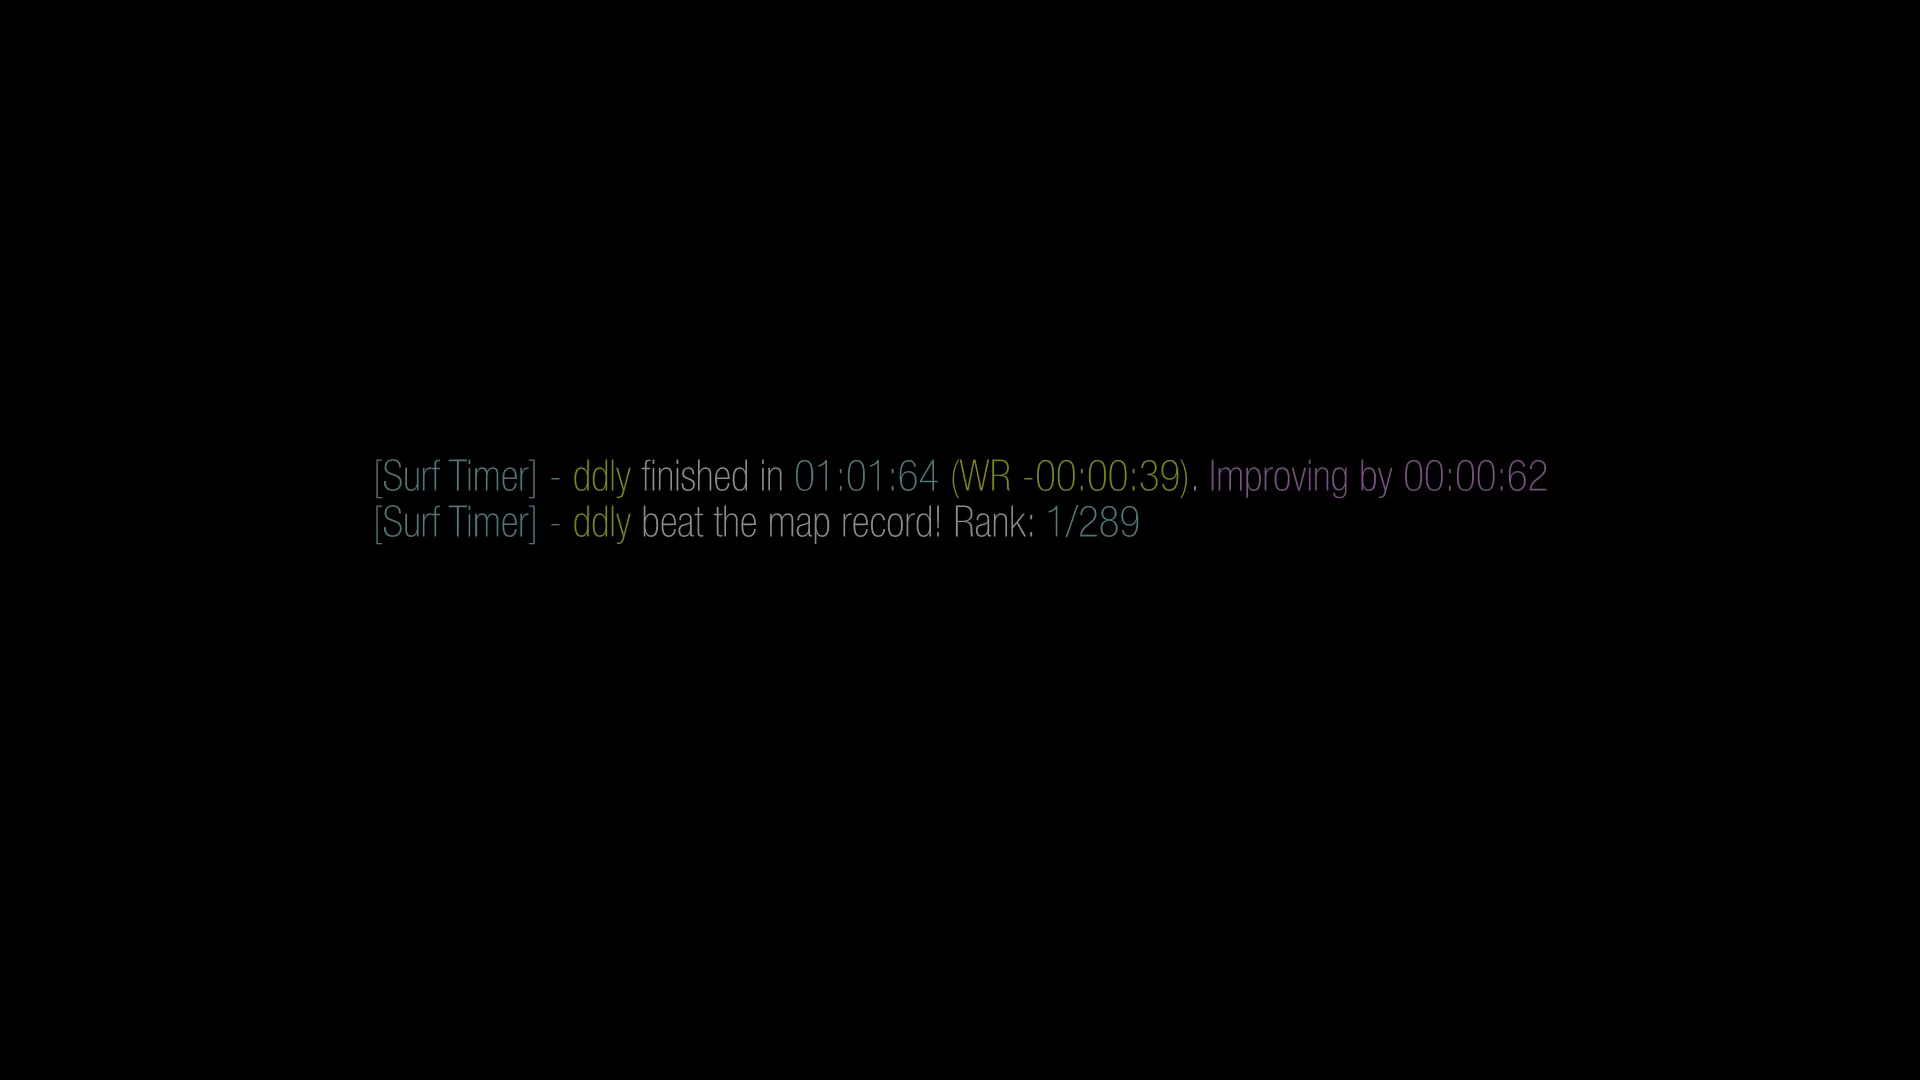 [Surf Timer] - ddly finished in 01:01:64 (WR -00:00:39). Improving by 00:00:62
[Surf Timer] - ddly beat the map record! Rank: 1/289